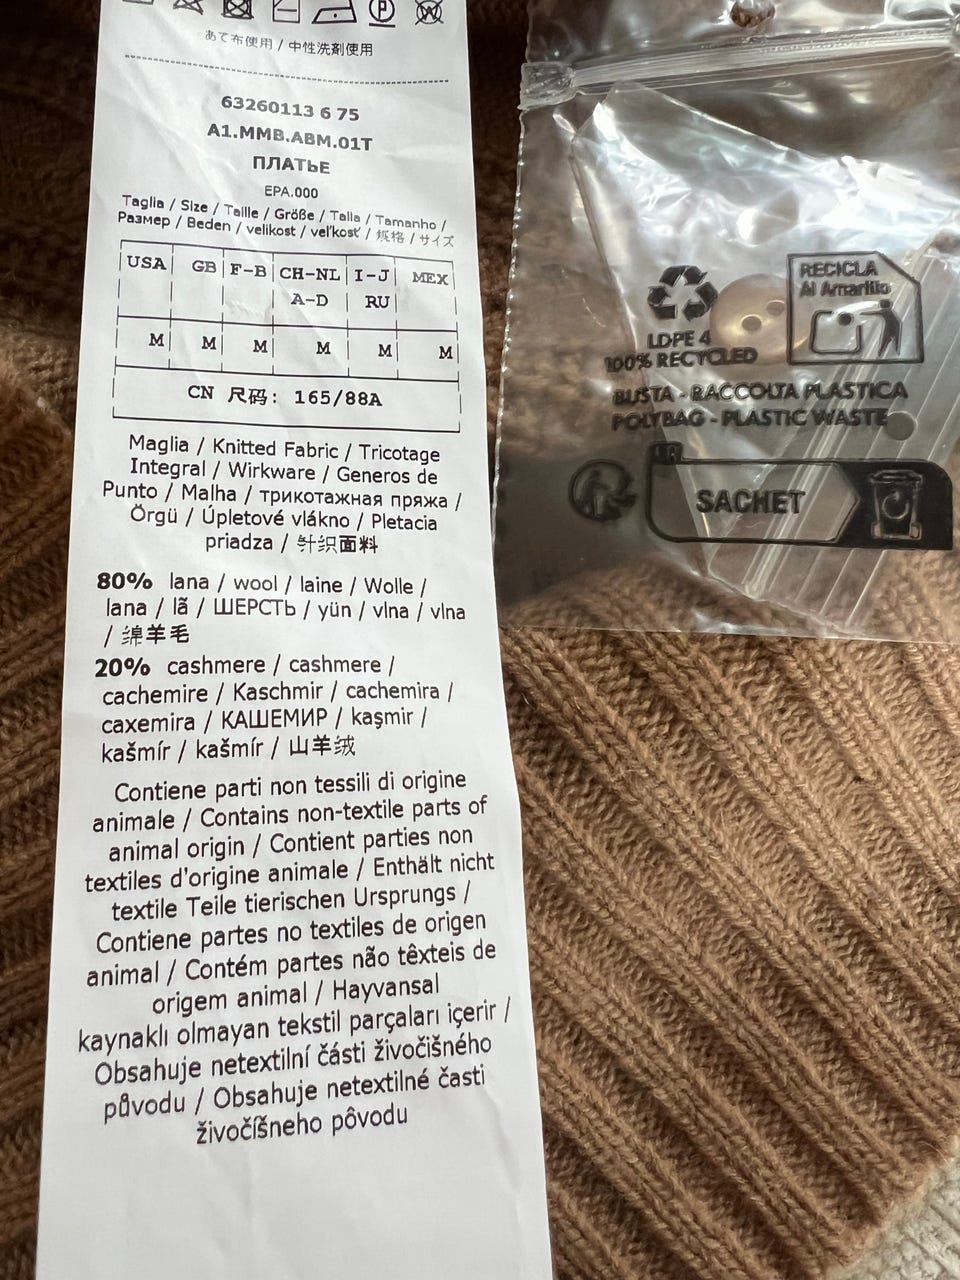 P
W
あて布使用 / 中性洗剤使用
63260113 6 75
A1.MMB.ABM.01T
ПЛАТЬЕ
EPA.000
Taglia / Size / Taille / Größe / Talla / Tamanho /
Размер / Beden / velikost / veľkosť / 规格 / サイズ
USA GB F-B CH-NL I-J MEX
A-D RU
M M M M M M
CN 尺码: 165/88A
Maglia / Knitted Fabric / Tricotage
Integral / Wirkware / Generos de
Punto / Malha / трикотажная пряжа /
Örgü / Úpletové vlákno / Pletacia
priadza / 针织面料
80% lana / wool / laine / Wolle /
lana / lã / ШЕРСТЬ / yün / vlna / vlna
/ 绵羊毛
20% cashmere / cashmere /
cachemire / Kaschmir / cachemira /
caxemira / КАШЕМИР / kaşmir /
kašmír / kašmír / 山羊绒
Contiene parti non tessili di origine
animale / Contains non-textile parts of
animal origin / Contient parties non
textiles d'origine animale / Enthält nicht
textile Teile tierischen Ursprungs /
Contiene partes no textiles de origen
animal / Contém partes não têxteis de
origem animal / Hayvansal
kaynaklı olmayan tekstil parçaları içerir /
Obsahuje netextilní části živočišného
původu / Obsahuje netextilné časti
živočíšneho pôvodu
RECICLA
Al Amarillo
LDPE 4
100% RECYCLED
BUSTA - RACCOLTA PLASTICA
POLYBAG - PLASTIC WASTE
FR
SACHET